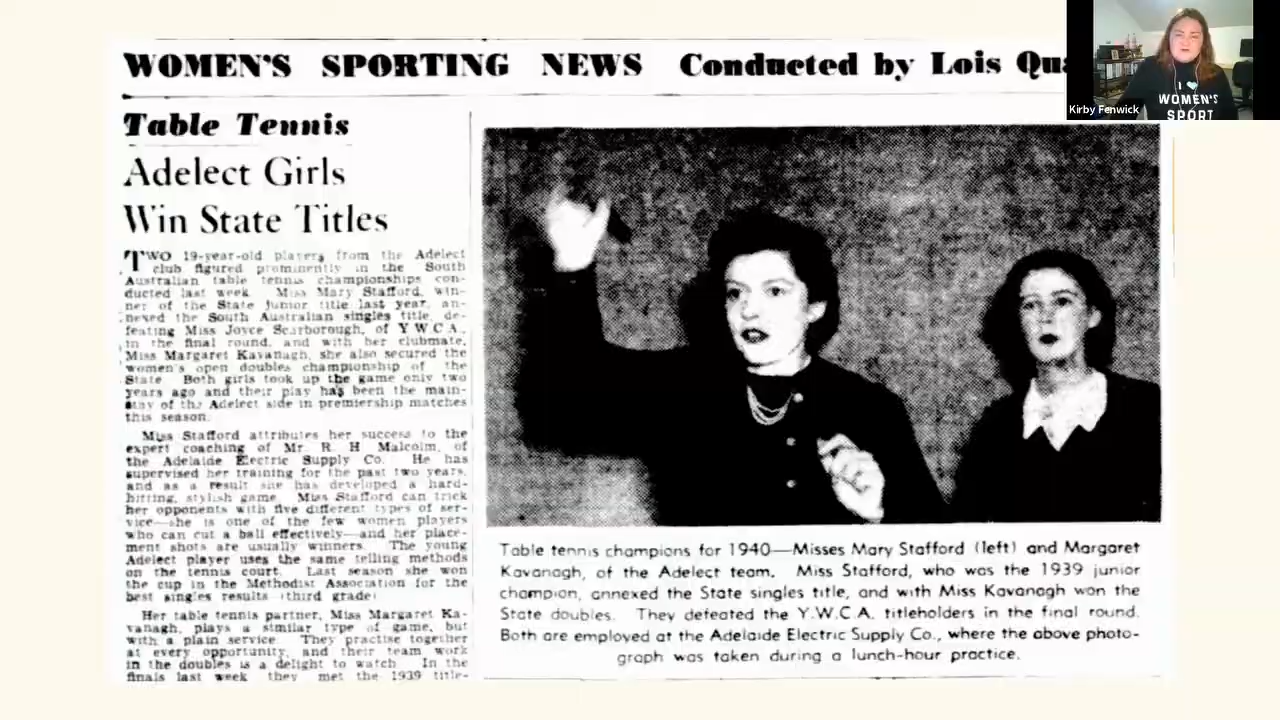 WOMEN'S SPORTING NEWS Conducted by Lois
Kirby Fenwick
I
WOMEN'S
SPORT
Table Tennis
Adelect Girls
Win State Titles
TWO 19-year-old players from the Adelect
club figured prominently in the South
Australian table tennis championships con-
ducted last week. Miss Mary Stafford, win-
ner of the State junior title last year, an-
nexed the South Australian singles title, de-
feating Miss Joyce Scarborough, of Y.W.C.A.,
in the final round, and with her clubmate,
Miss Margaret Kavanagh, she also secured the
women's open doubles championship of the
State. Both girls took up the game only two
years ago and their play has been the main-
stay of the Adelect side in premiership matches
this season.
Miss Stafford attributes her success to the
expert coaching of Mr. R. H. Malcolm, of
the Adelaide Electric Supply Co. He has
supervised her training for the past two years,
and as a result she has developed a hard-
hitting, stylish game. Miss Stafford can trick
her opponents with five different types of ser-
vice—she is one of the few women players
who can cut a ball effectively—and her place-
ment shots are usually winners. The young
Adelect player uses the same telling methods
on the tennis court. Last season she won
the cup in the Methodist Association for the
best singles results (third grade)
Her table tennis partner, Miss Margaret Ka-
vanagh, plays a similar type of game, but
with a plain service. They practise together
at every opportunity, and their team work
in the doubles is a delight to watch. In the
finals last week they met the 1939 title-
Table tennis champions for 1940—Misses Mary Stafford (left) and Margaret
Kavanagh, of the Adelect team. Miss Stafford, who was the 1939 junior
champion, annexed the State singles title, and with Miss Kavanagh won the
State doubles. They defeated the Y.W.C.A. titleholders in the final round.
Both are employed at the Adelaide Electric Supply Co., where the above photo-
graph was taken during a lunch-hour practice.